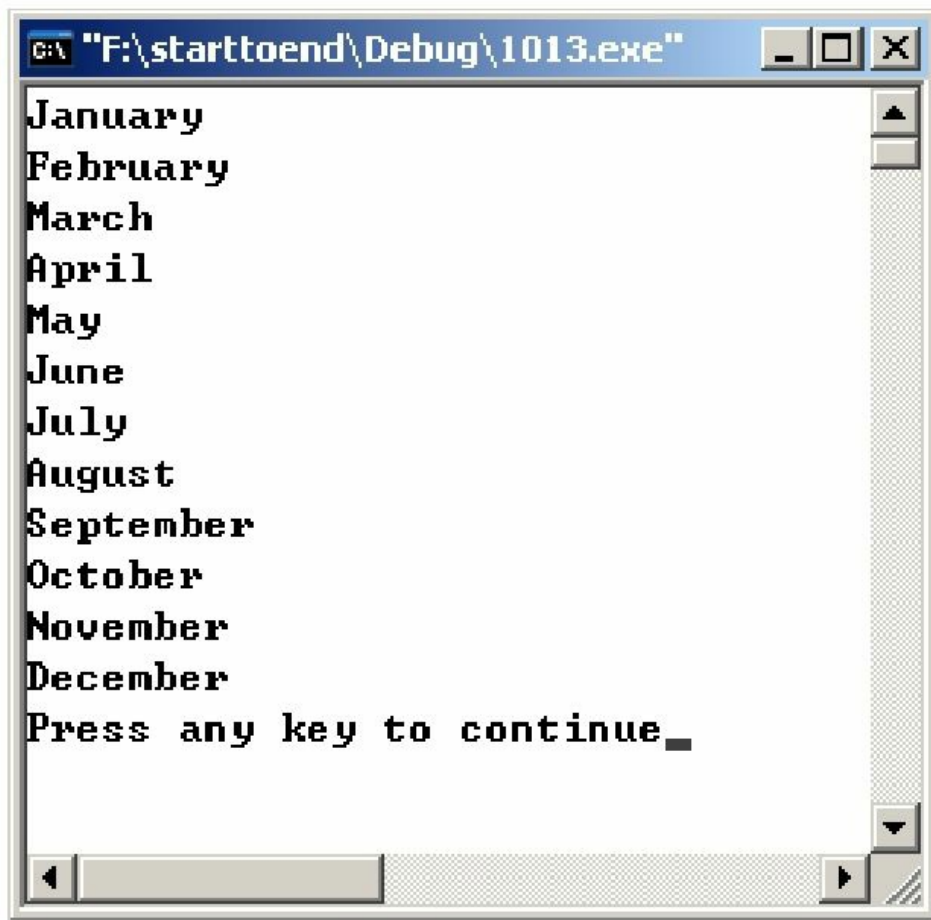 C:\ "F:\starttoend\Debug\1013.exe"
January
February
March
April
May
June
July
August
September
October
November
December
Press any key to continue_